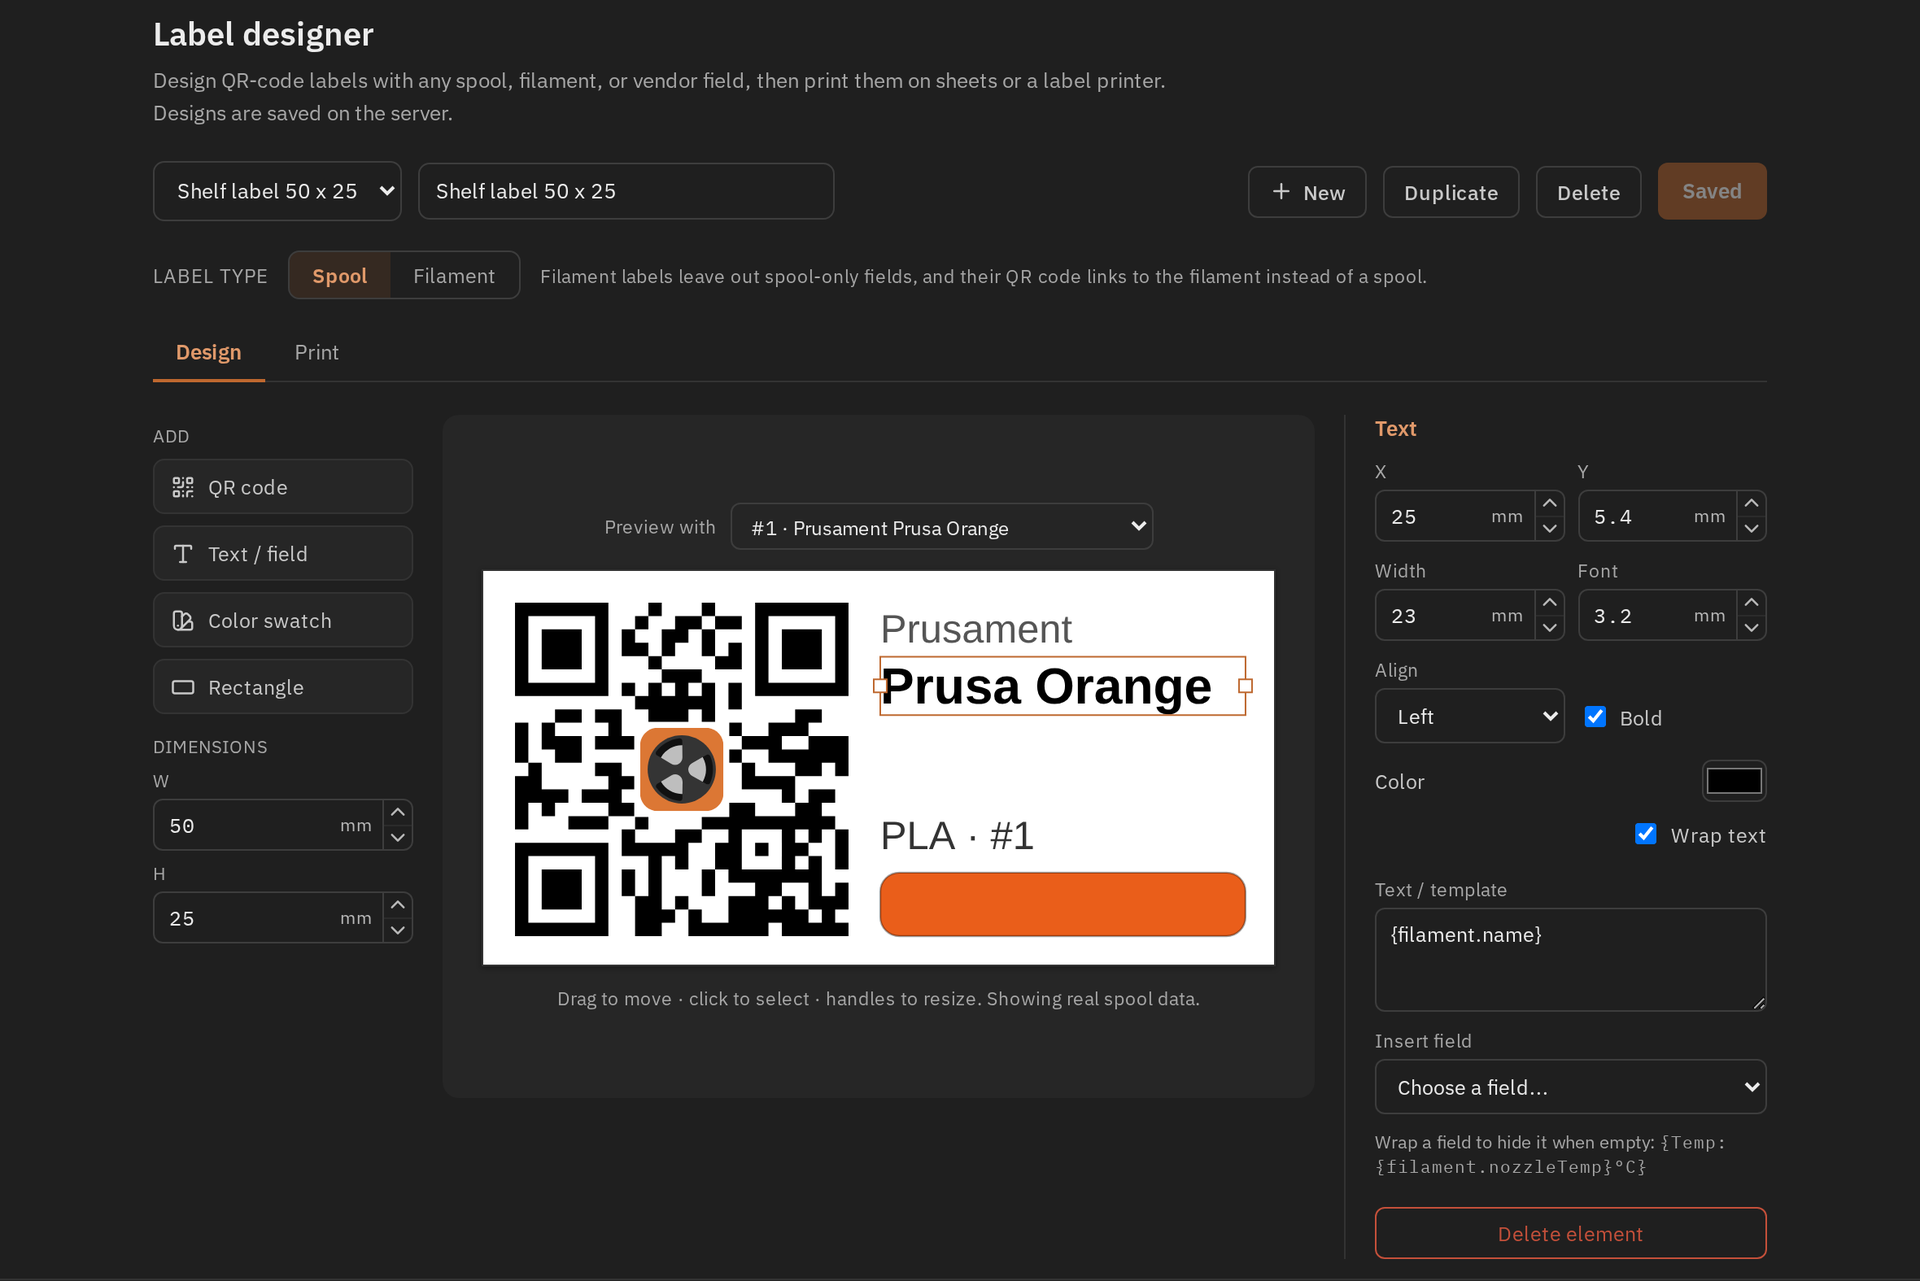 Label designer
Design QR-code labels with any spool, filament, or vendor field, then print them on sheets or a label printer.
Designs are saved on the server.
Shelf label 50 x 25
Shelf label 50 x 25
New
Duplicate
Delete
Saved
LABEL TYPE
Spool
Filament
Filament labels leave out spool-only fields, and their QR code links to the filament instead of a spool.
Design
Print
ADD
QR code
Text / field
Color swatch
Rectangle
DIMENSIONS
W
50 mm
H
25 mm
Preview with
#1 · Prusament Prusa Orange
Prusament
Prusa Orange
PLA · #1
Drag to move · click to select · handles to resize. Showing real spool data.
Text
X
Y
25 mm
5.4 mm
Width
Font
23 mm
3.2 mm
Align
Left
Bold
Color
Wrap text
Text / template
{filament.name}
Insert field
Choose a field...
Wrap a field to hide it when empty: {Temp:
{filament.nozzleTemp}°C}
Delete element